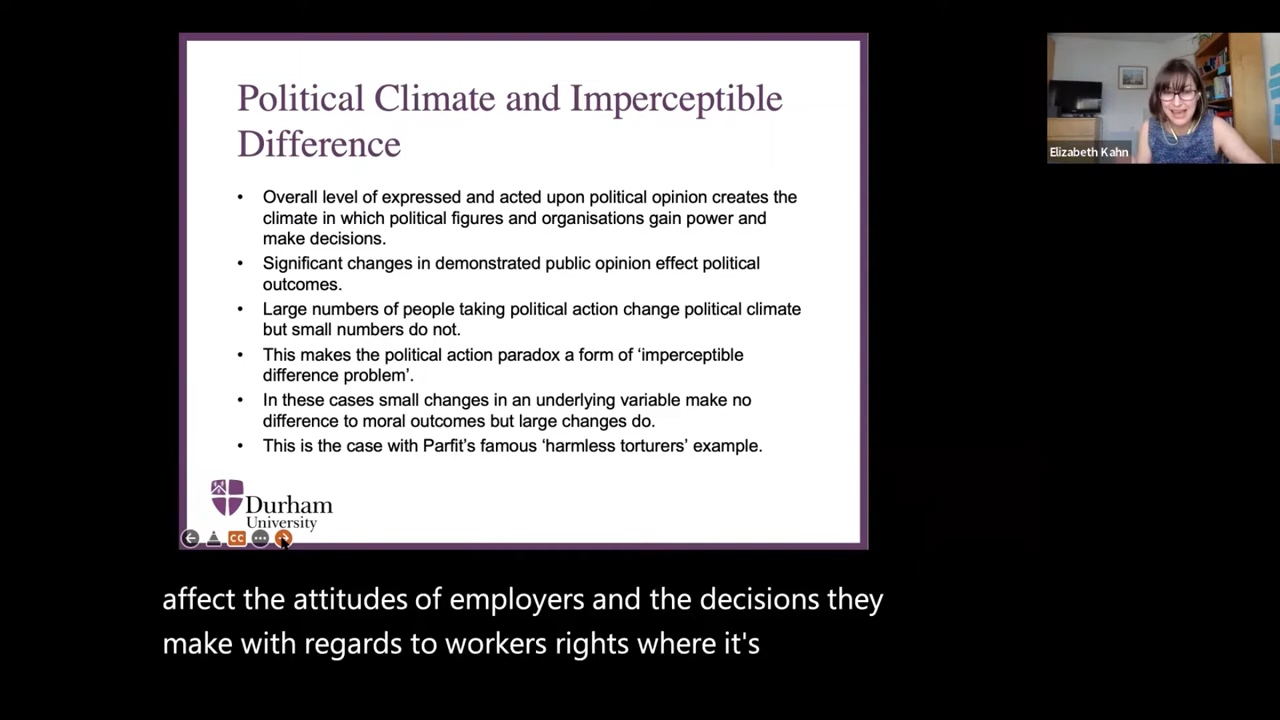 Political Climate and Imperceptible
Difference
• Overall level of expressed and acted upon political opinion creates the
climate in which political figures and organisations gain power and
make decisions.
• Significant changes in demonstrated public opinion effect political
outcomes.
• Large numbers of people taking political action change political climate
but small numbers do not.
• This makes the political action paradox a form of ‘imperceptible
difference problem’.
• In these cases small changes in an underlying variable make no
difference to moral outcomes but large changes do.
• This is the case with Parfit’s famous ‘harmless torturers’ example.
Durham
University
CC
Elizabeth Kahn
affect the attitudes of employers and the decisions they
make with regards to workers rights where it's